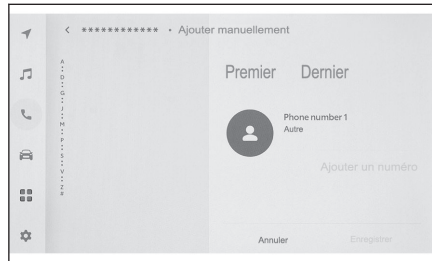 < ************ • Ajouter manuellement
A
•
D
•
G
•
J
•
M
•
P
•
S
•
V
•
Z
#
Premier Dernier
Phone number 1
Autre
Ajouter un numéro
Annuler Enregistrer